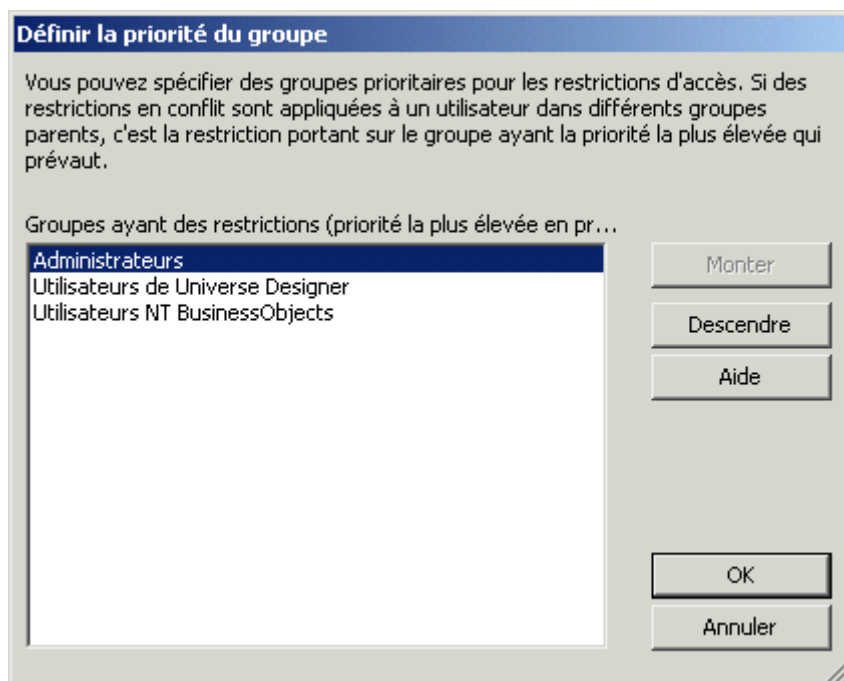 Définir la priorité du groupe
Vous pouvez spécifier des groupes prioritaires pour les restrictions d'accès. Si des
restrictions en conflit sont appliquées à un utilisateur dans différents groupes
parents, c'est la restriction portant sur le groupe ayant la priorité la plus élevée qui
prévaut.
Groupes ayant des restrictions (priorité la plus élevée en pr...
Administrateurs
Utilisateurs de Universe Designer
Utilisateurs NT BusinessObjects
Monter
Descendre
Aide
OK
Annuler